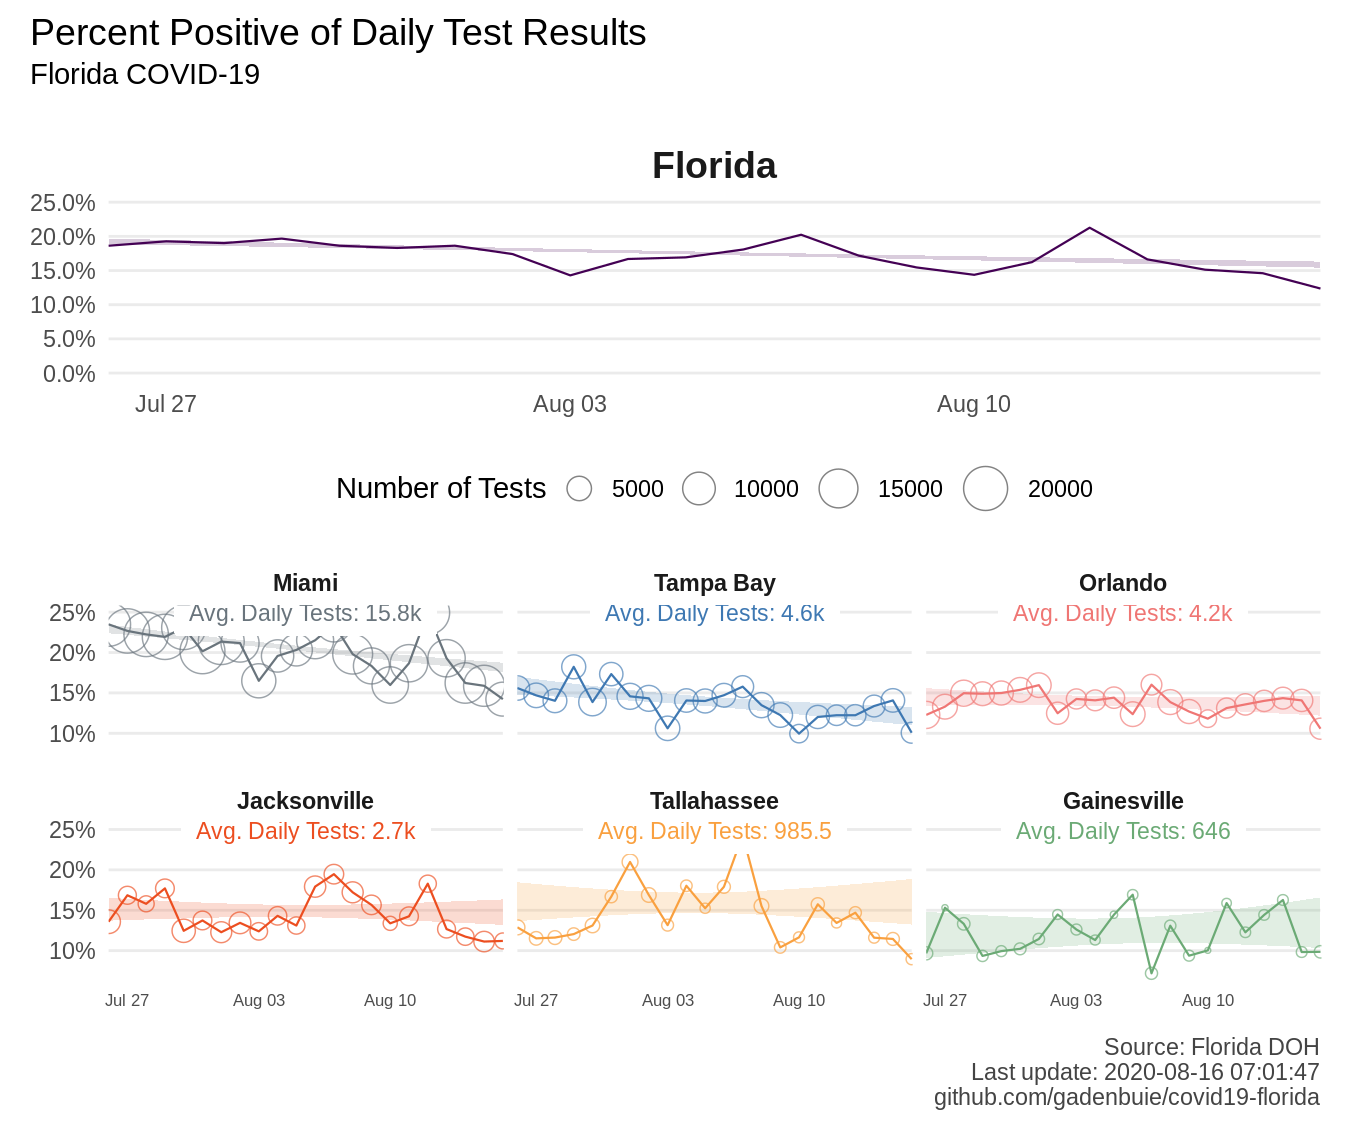 Percent Positive of Daily Test Results
Florida COVID-19
Florida
25.0%
20.0%
15.0%
10.0%
5.0%
0.0%
Jul 27 Aug 03 Aug 10
Number of Tests 5000 10000 15000 20000
Miami Tampa Bay Orlando
25% Avg. Daily Tests: 15.8k Avg. Daily Tests: 4.6k Avg. Daily Tests: 4.2k
20%
15%
10%
Jacksonville Tallahassee Gainesville
25% Avg. Daily Tests: 2.7k Avg. Daily Tests: 985.5 Avg. Daily Tests: 646
20%
15%
10%
Jul 27 Aug 03 Aug 10 Jul 27 Aug 03 Aug 10 Jul 27 Aug 03 Aug 10
Source: Florida DOH
Last update: 2020-08-16 07:01:47
github.com/gadenbuie/covid19-florida